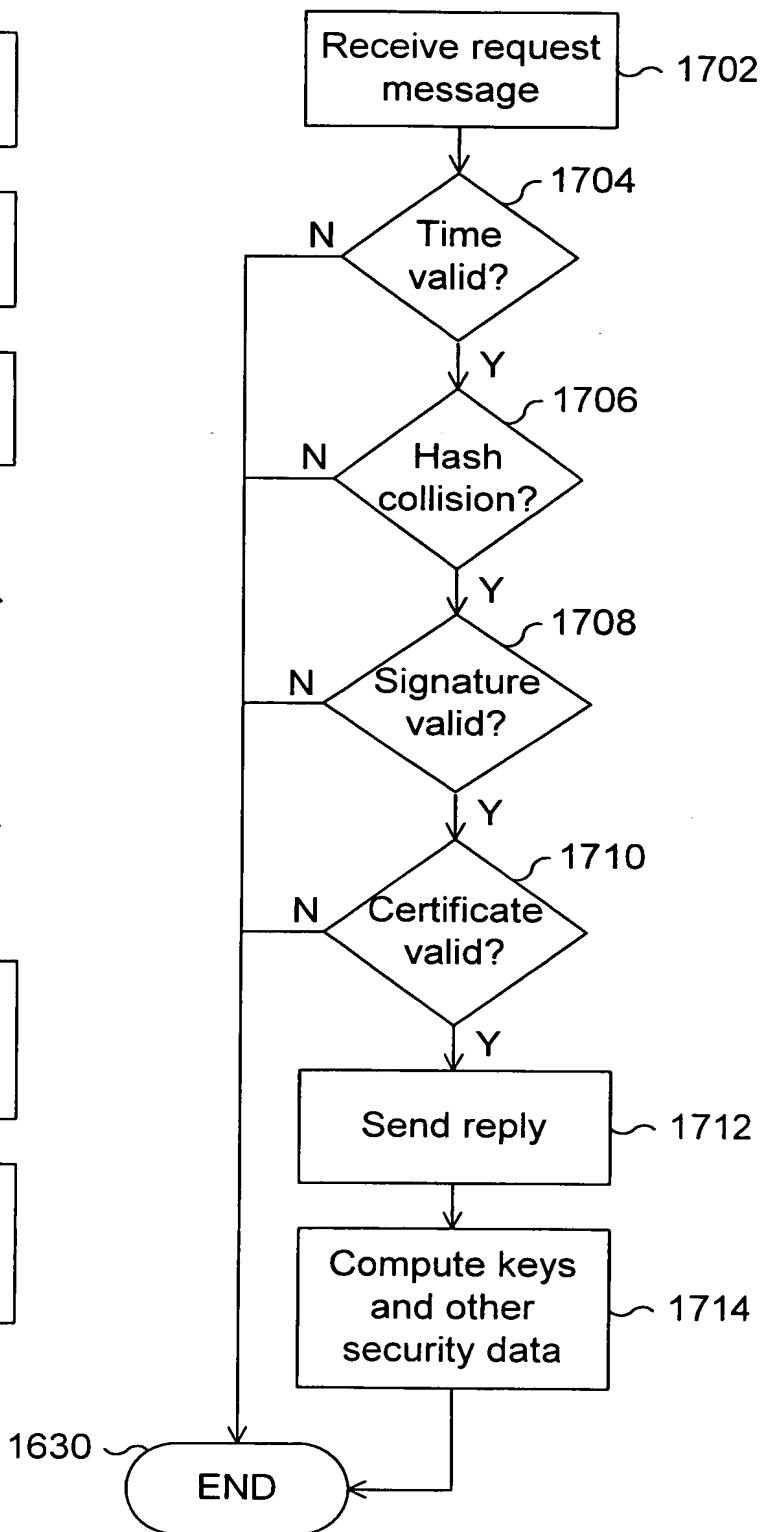 Receive request
message
1702
1704
Time
valid?
N
Y
1706
Hash
collision?
N
Y
1708
Signature
valid?
N
Y
1710
Certificate
valid?
N
Y
Send reply
1712
Compute keys
and other
security data
1714
1630
END